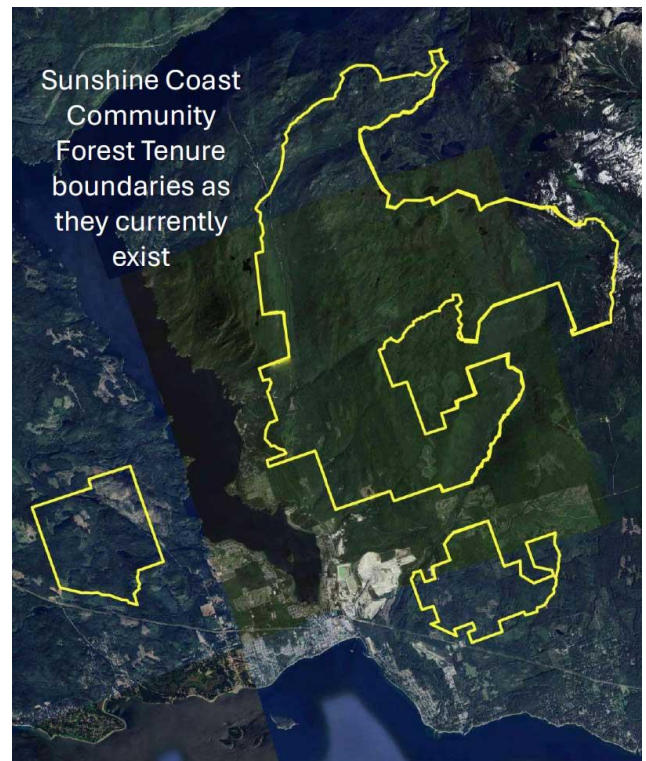 Sunshine Coast
Community
Forest Tenure
boundaries as
they currently
exist